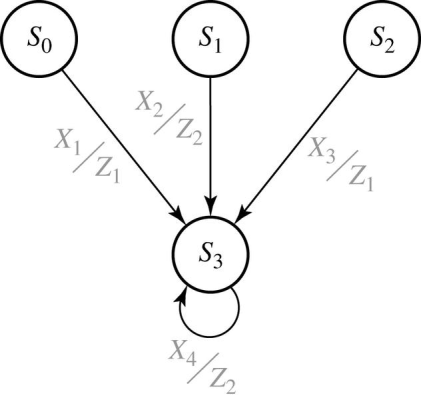 S₀ S₁ S₂
X₁/Z₁ X₂/Z₂ X₃/Z₁
S₃
X₄/Z₂